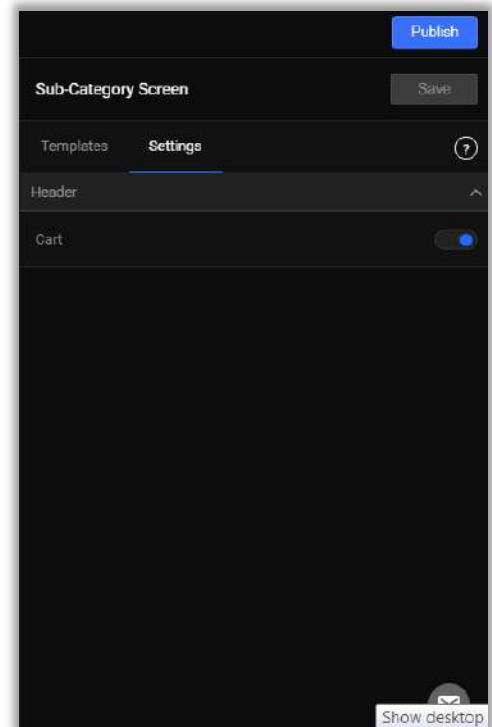 Publish
Sub-Category Screen
Save
Templates
Settings
?
Header
Cart
Show desktop